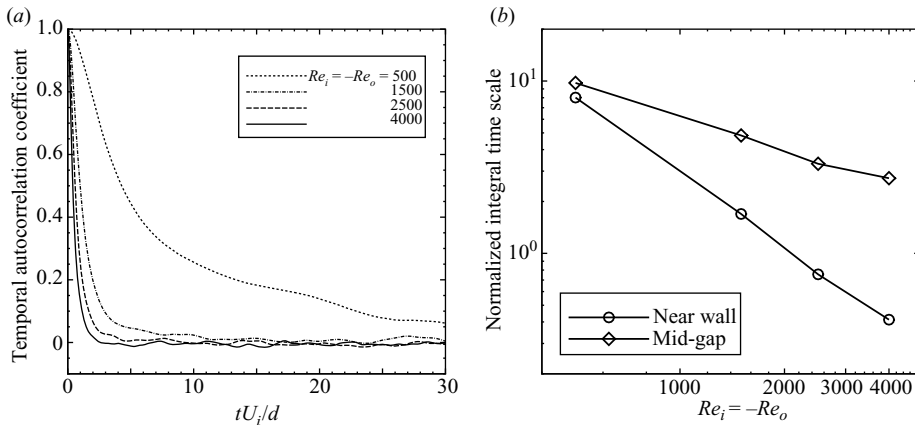 (a)
Temporal autocorrelation coefficient
1.0
0.8
0.6
0.4
0.2
0
Re_i = –Re_o = 500
1500
2500
4000
0
10
20
30
tU_i/d
(b)
Normalized integral time scale
10^1
10^0
Near wall
Mid-gap
1000
2000
3000
4000
Re_i = –Re_o